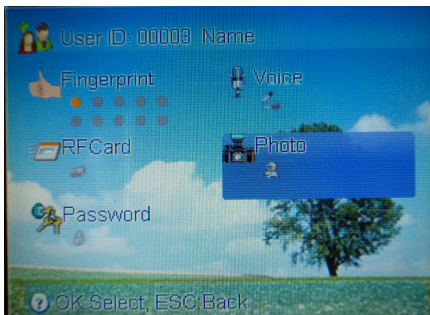 User ID: 00003 Name
Fingerprint
Voice
RFCard
Photo
Password
OK:Select, ESC:Back